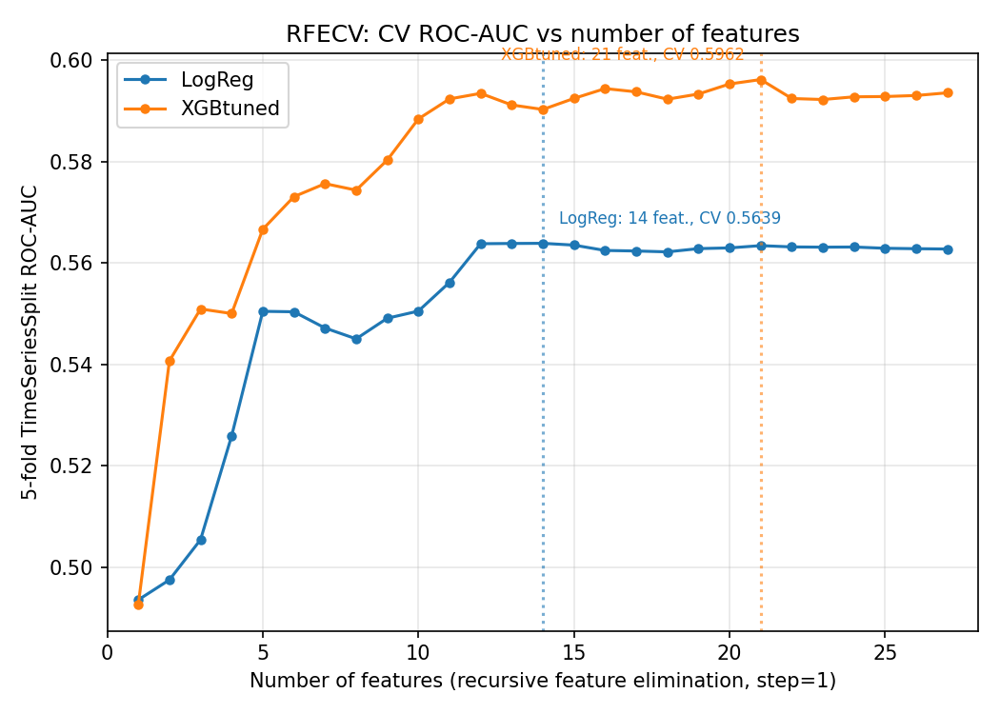 RFECV: CV ROC-AUC vs number of features
XGBtuned: 21 feat., CV 0.5962
LogReg
XGBtuned
LogReg: 14 feat., CV 0.5639
5-fold TimeSeriesSplit ROC-AUC
0.60
0.58
0.56
0.54
0.52
0.50
0 5 10 15 20 25
Number of features (recursive feature elimination, step=1)